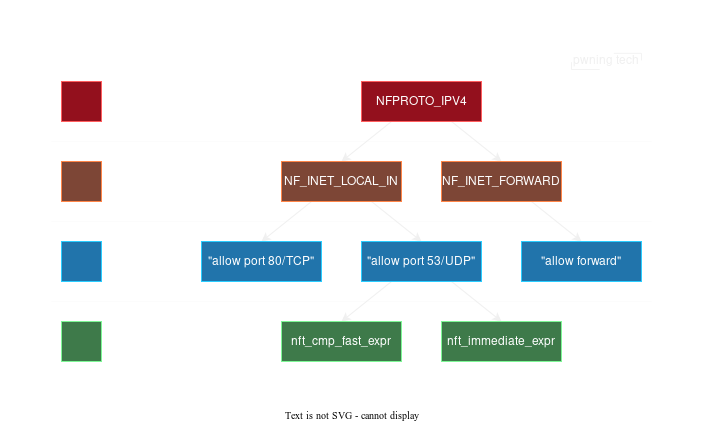 pwning tech
NFPROTO_IPV4
NF_INET_LOCAL_IN
NF_INET_FORWARD
"allow port 80/TCP"
"allow port 53/UDP"
"allow forward"
nft_cmp_fast_expr
nft_immediate_expr
Text is not SVG - cannot display